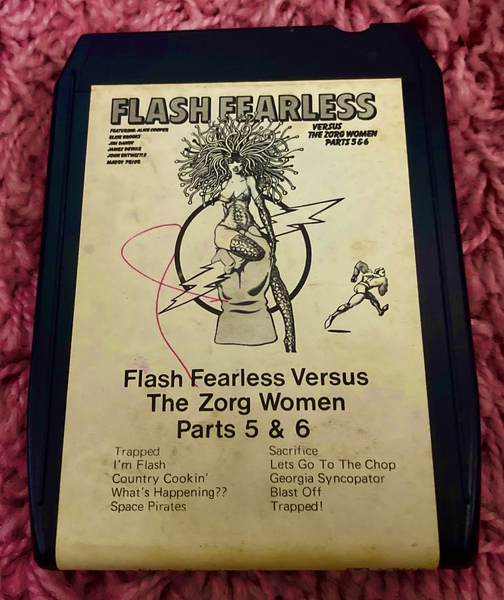 FLASH FEARLESS
FEATURING: ALICE COOPER
ELKIE BROOKS
JIM DANDY
JAMES DEWAR
JOHN ENTWISTLE
MADDY PRIOR
VERSUS
THE ZORG WOMEN
PARTS 5 & 6
Flash Fearless Versus
The Zorg Women
Parts 5 & 6
Trapped
I'm Flash
Country Cookin'
What's Happening??
Space Pirates
Sacrifice
Lets Go To The Chop
Georgia Syncopator
Blast Off
Trapped!